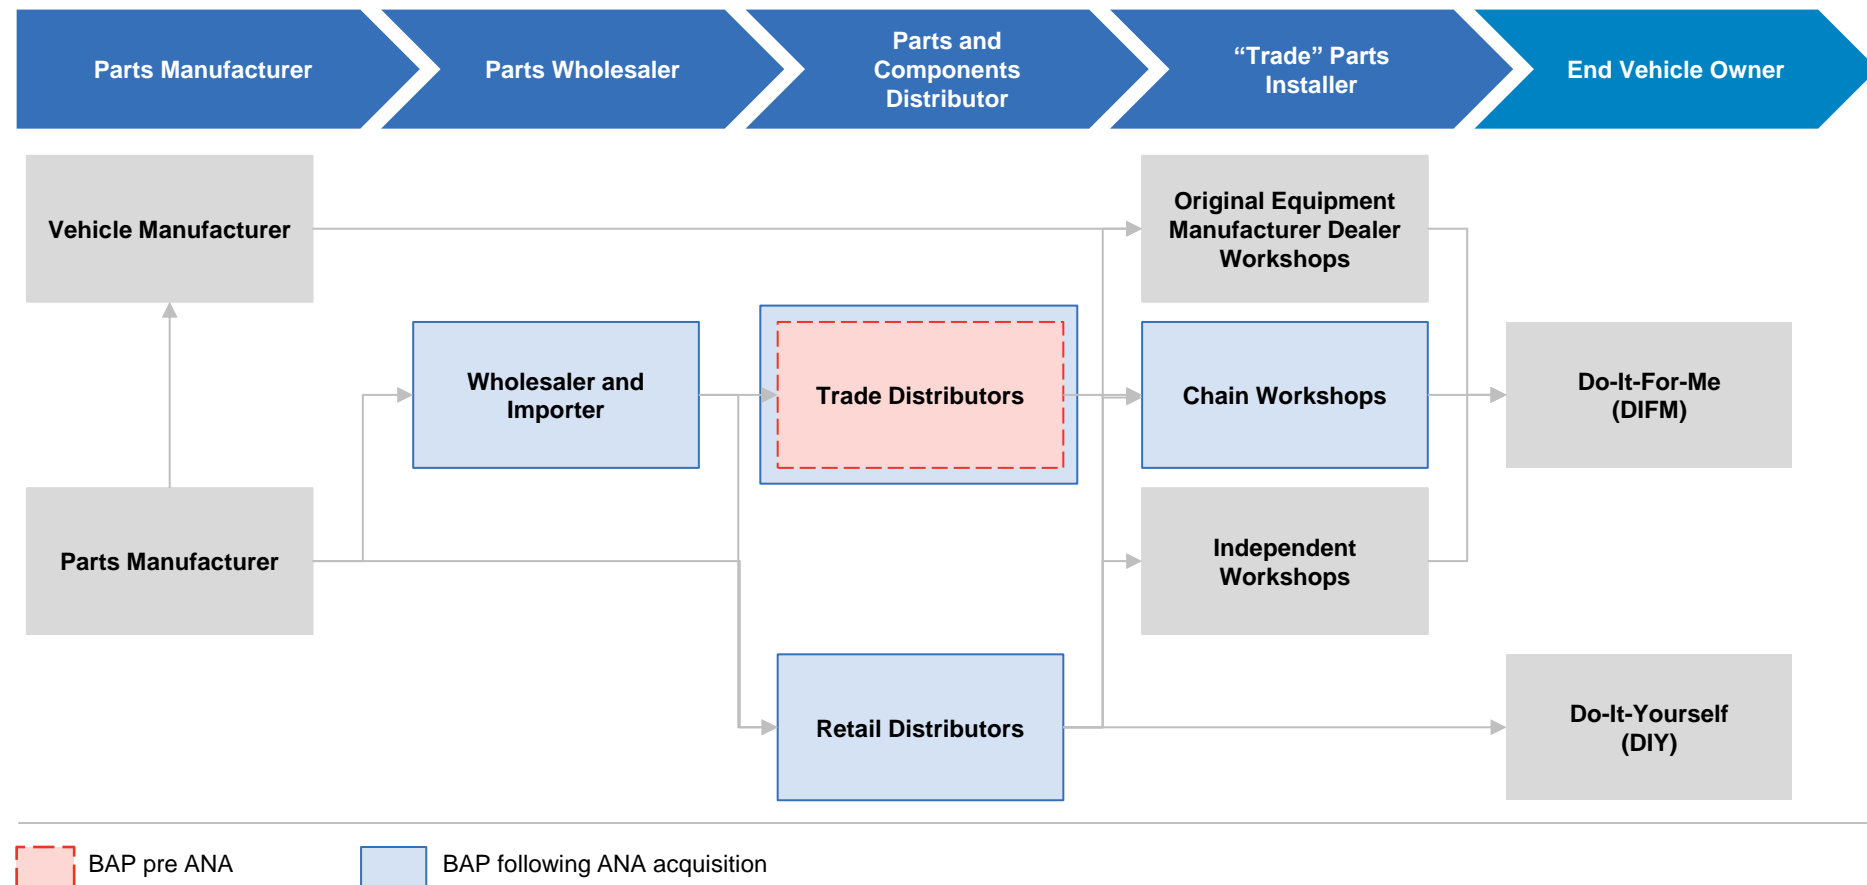 Parts Manufacturer
Parts Wholesaler
Parts and
Components
Distributor
“Trade” Parts
Installer
End Vehicle Owner
Vehicle Manufacturer
Original Equipment
Manufacturer Dealer
Workshops
Wholesaler and
Importer
Trade Distributors
Chain Workshops
Do-It-For-Me
(DIFM)
Parts Manufacturer
Independent
Workshops
Retail Distributors
Do-It-Yourself
(DIY)
BAP pre ANA
BAP following ANA acquisition